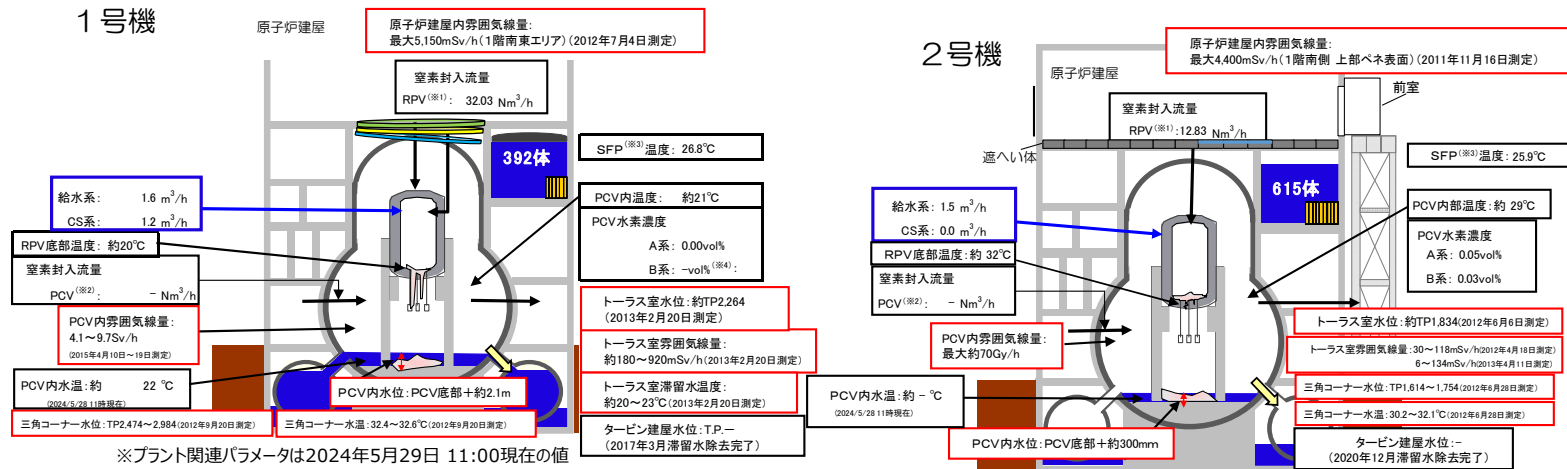 1号機
原子炉建屋
原子炉建屋内雰囲気線量:
最大5,150mSv/h(1階南東エリア)(2012年7月4日測定)
窒素封入流量
RPV(※1): 32.03 Nm3/h
392体
SFP(※3)温度: 26.8℃
給水系: 1.6 m3/h
CS系: 1.2 m3/h
PCV内温度: 約21℃
PCV水素濃度
A系: 0.00vol%
B系: -vol%(※4):
RPV底部温度: 約20℃
窒素封入流量
PCV(※2): - Nm3/h
PCV内雰囲気線量:
4.1~9.7Sv/h
(2015年4月10日~19日測定)
トーラス室水位:約TP2,264
(2013年2月20日測定)
トーラス室雰囲気線量:
約180~920mSv/h(2013年2月20日測定)
PCV内水温:約 22 ℃
(2024/5/28 11時現在)
PCV内水位:PCV底部+約2.1m
トーラス室滞留水温度:
約20~23℃(2013年2月20日測定)
三角コーナー水位:TP2,474~2,984(2012年9月20日測定)
三角コーナー水温:32.4~32.6℃(2012年9月20日測定)
タービン建屋水位:T.P.-
(2017年3月滞留水除去完了)
※プラント関連パラメータは2024年5月29日 11:00現在の値
2号機
原子炉建屋
原子炉建屋内雰囲気線量:
最大4,400mSv/h(1階南側 上部ペネ表面)(2011年11月16日測定)
前室
窒素封入流量
RPV(※1):12.83 Nm3/h
遮へい体
615体
SFP(※3)温度: 25.9℃
給水系: 1.5 m3/h
CS系: 0.0 m3/h
PCV内部温度:約 29℃
PCV水素濃度
A系: 0.05vol%
B系: 0.03vol%
RPV底部温度:約 32℃
窒素封入流量
PCV(※2): - Nm3/h
PCV内雰囲気線量:
最大約70Gy/h
トーラス室水位:約TP1,834(2012年6月6日測定)
トーラス室雰囲気線量:30~118mSv/h(2012年4月18日測定)
6~134mSv/h(2013年4月11日測定)
PCV内水温:約 - ℃
(2024/5/28 11時現在)
三角コーナー水位:TP1,614~1,754(2012年6月28日測定)
三角コーナー水温:30.2~32.1℃(2012年6月28日測定)
PCV内水位:PCV底部+約300mm
タービン建屋水位:-
(2020年12月滞留水除去完了)